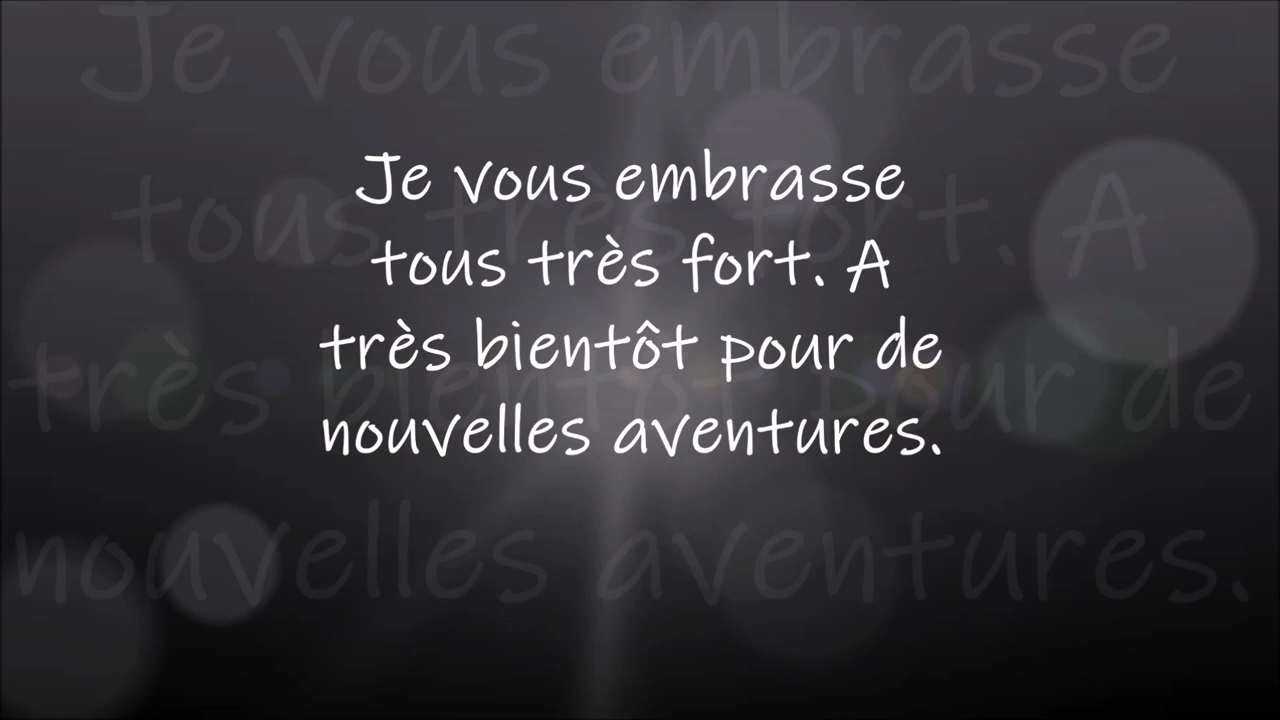 Je vous embrasse
tous très fort. A
très bientôt pour de
nouvelles aventures.